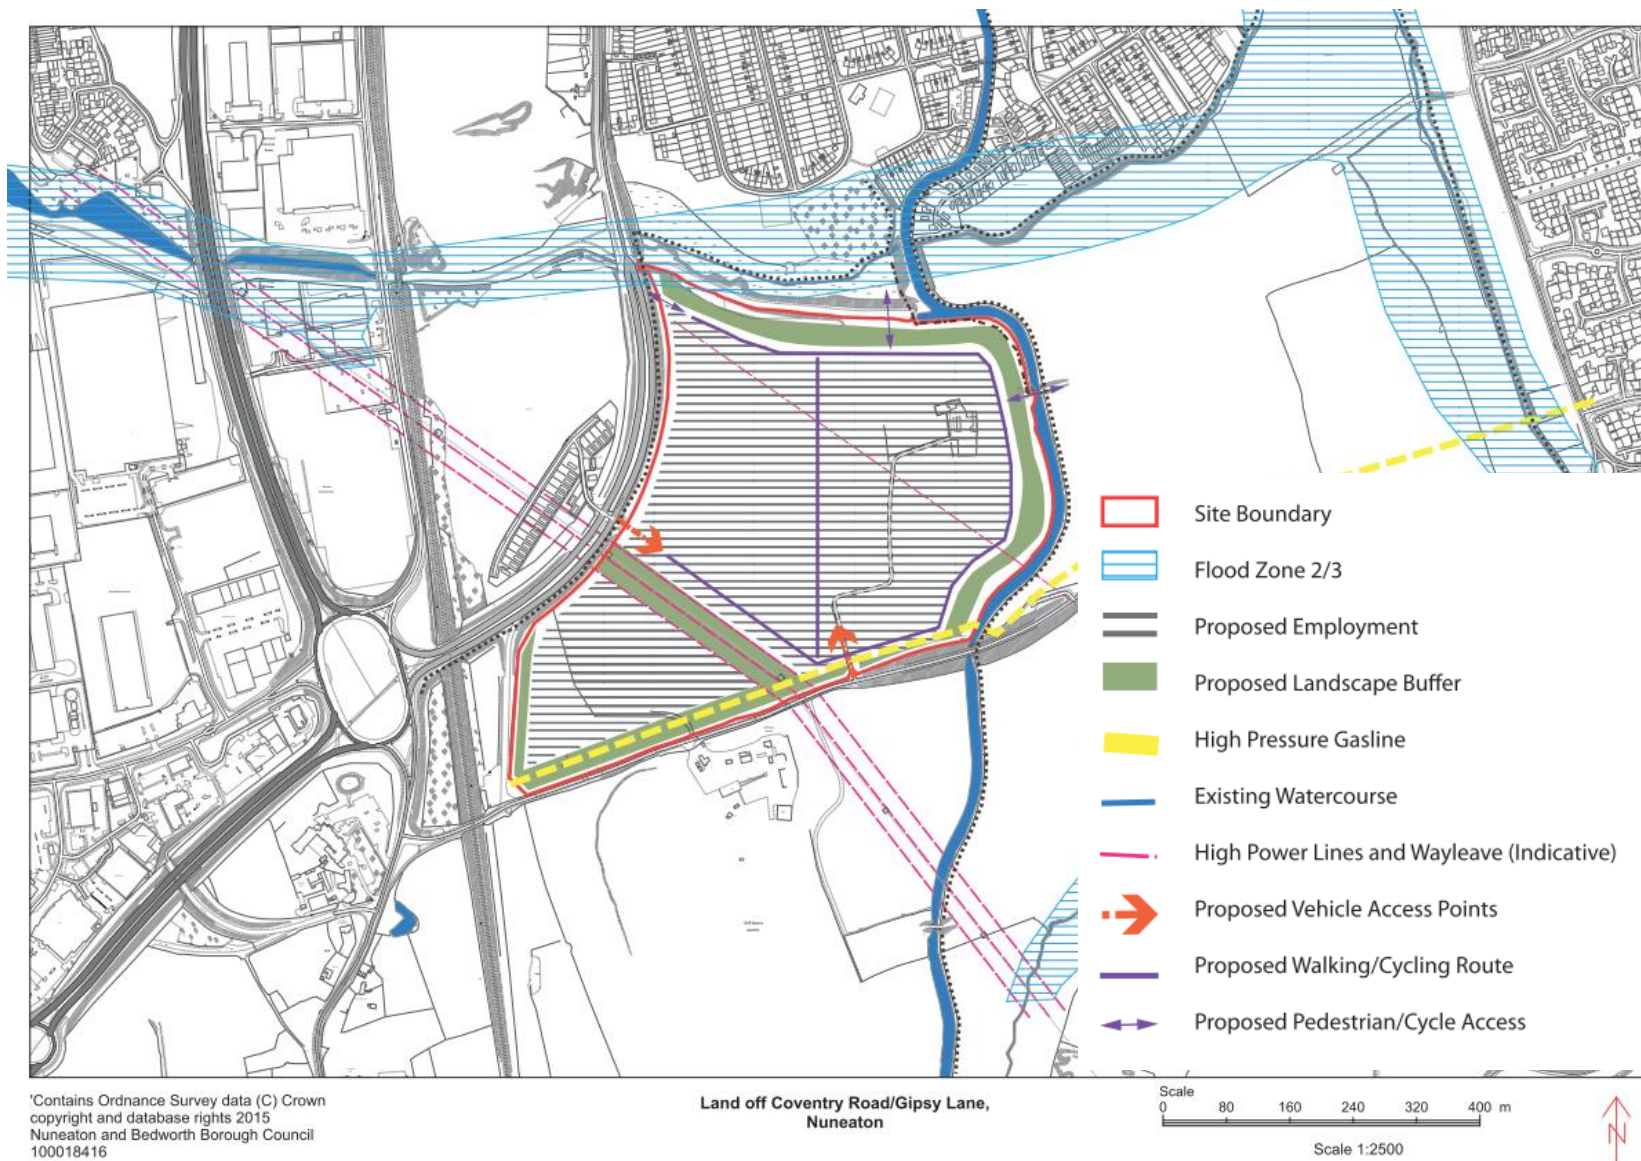 Site Boundary
Flood Zone 2/3
Proposed Employment
Proposed Landscape Buffer
High Pressure Gasline
Existing Watercourse
High Power Lines and Wayleave (Indicative)
Proposed Vehicle Access Points
Proposed Walking/Cycling Route
Proposed Pedestrian/Cycle Access
'Contains Ordnance Survey data (C) Crown
copyright and database rights 2015
Nuneaton and Bedworth Borough Council
100018416
Land off Coventry Road/Gipsy Lane,
Nuneaton
Scale
0 80 160 240 320 400 m
Scale 1:2500
N